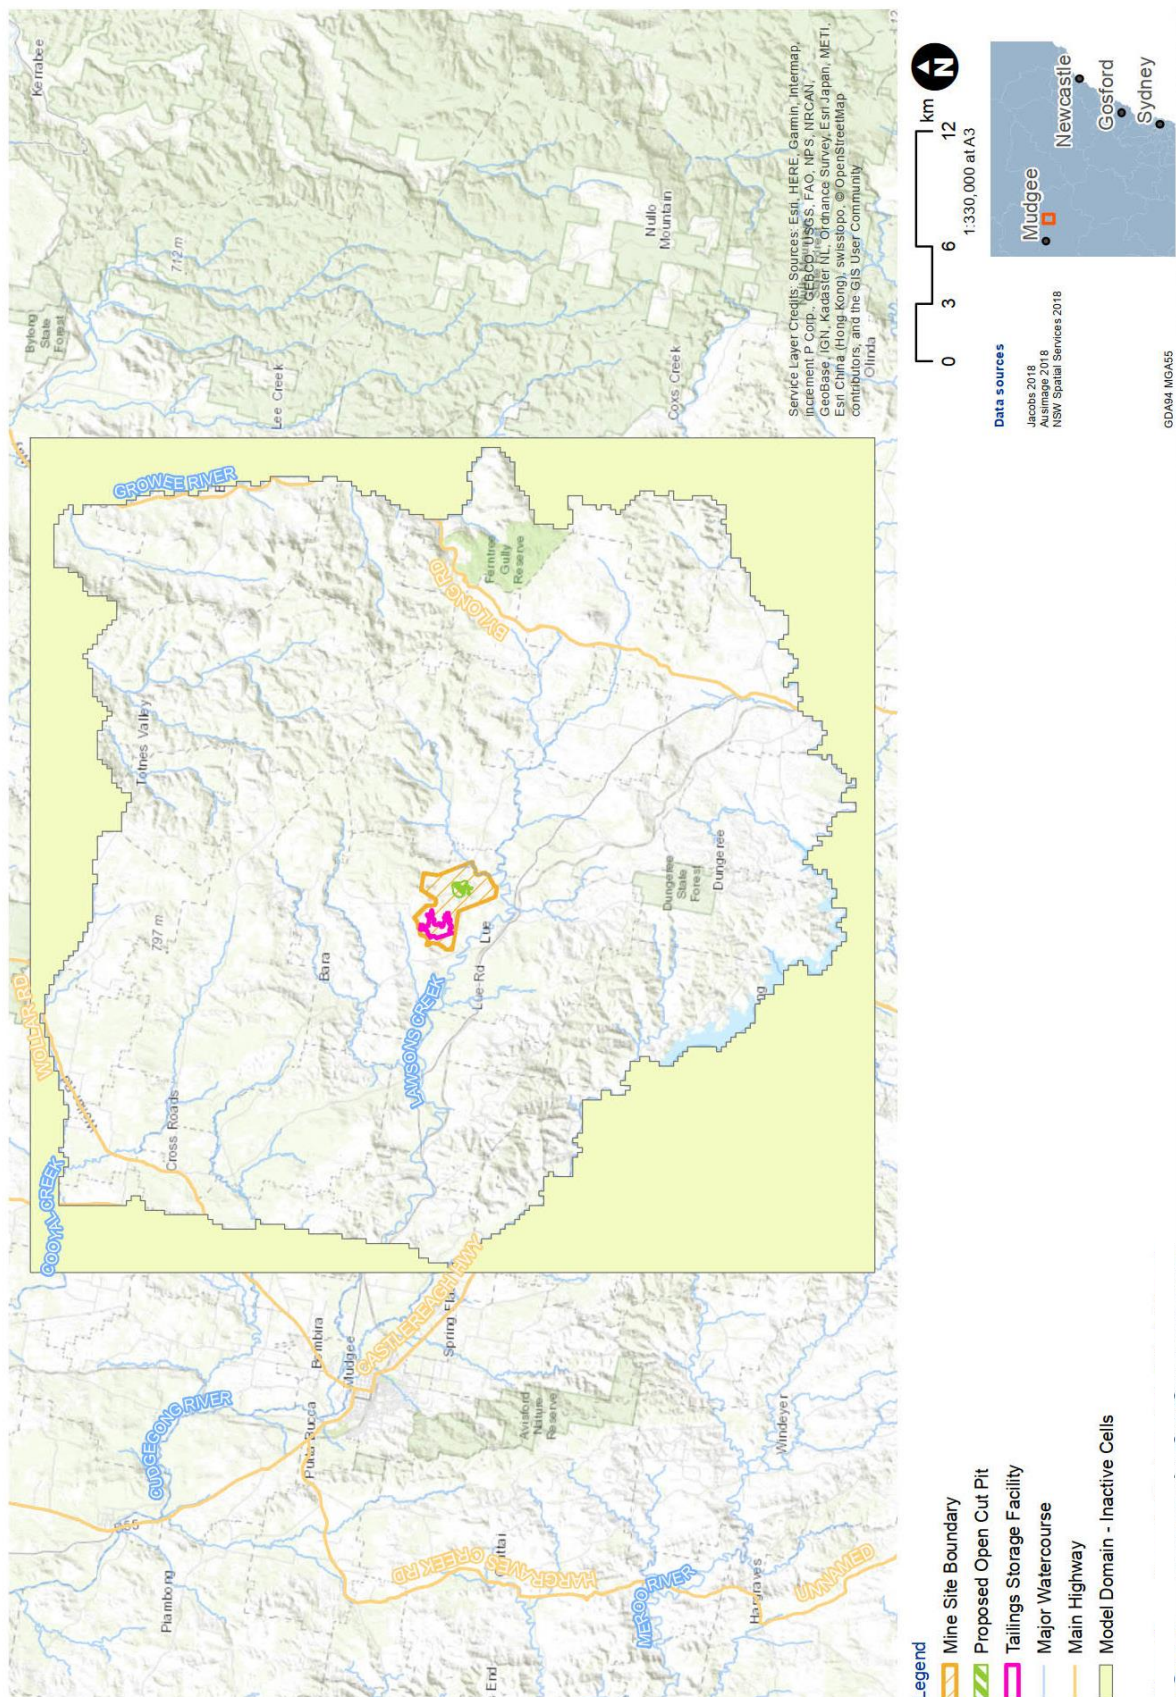 Kerrabee
Bylong
State
Forest
712 m
Lee Creek
Nullo
Mountain
Coxs Creek
Olinda
GROWEE RIVER
BYLONG RD
Ferntree
Gully
Reserve
Totnes Valley
797 m
Bara
WOLLAR RD
Cross Roads
COOYAL CREEK
LAWSONS CREEK
Lue
Lue-Rd
Dungeree
State
Forest
Dungeree
CUDGEGONG RIVER
Bombira
Mudgee
CASTLEREAGH HWY
Putta Bucca
Piambong
Avisford
Nature
Reserve
Windeyer
HARGRAVES CREEK RD
MEROO RIVER
Hargraves
UNNAMED
End
Service Layer Credits: Sources: Esri, HERE, Garmin, Intermap,
increment P Corp., GEBCO, USGS, FAO, NPS, NRCAN,
GeoBase, IGN, Kadaster NL, Ordnance Survey, Esri Japan, METI,
Esri China (Hong Kong), swisstopo, © OpenStreetMap
contributors, and the GIS User Community
N
0 3 6 12 km
1:330,000 at A3
Mudgee
Newcastle
Gosford
Sydney
Data sources
Jacobs 2018
Ausimage 2018
NSW Spatial Services 2018
GDA94 MGA55
Legend
Mine Site Boundary
Proposed Open Cut Pit
Tailings Storage Facility
Major Watercourse
Main Highway
Model Domain - Inactive Cells